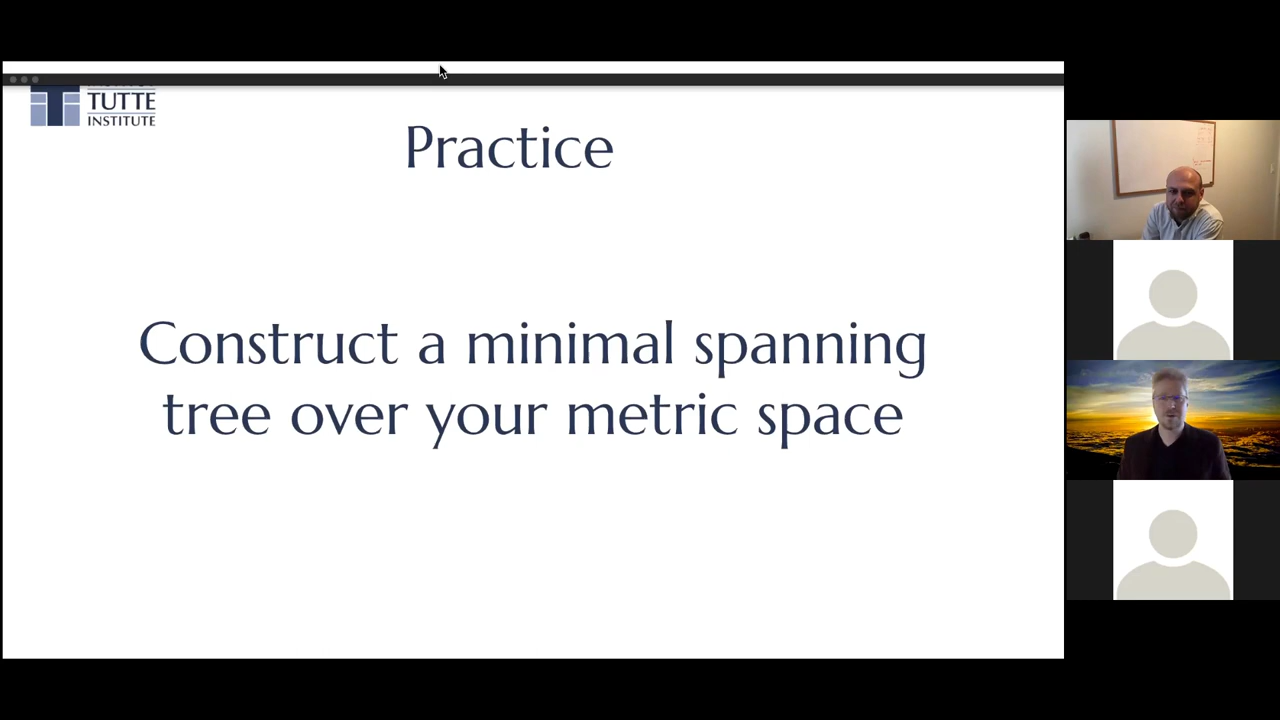 TUTTE
INSTITUTE
Practice
Construct a minimal spanning
tree over your metric space